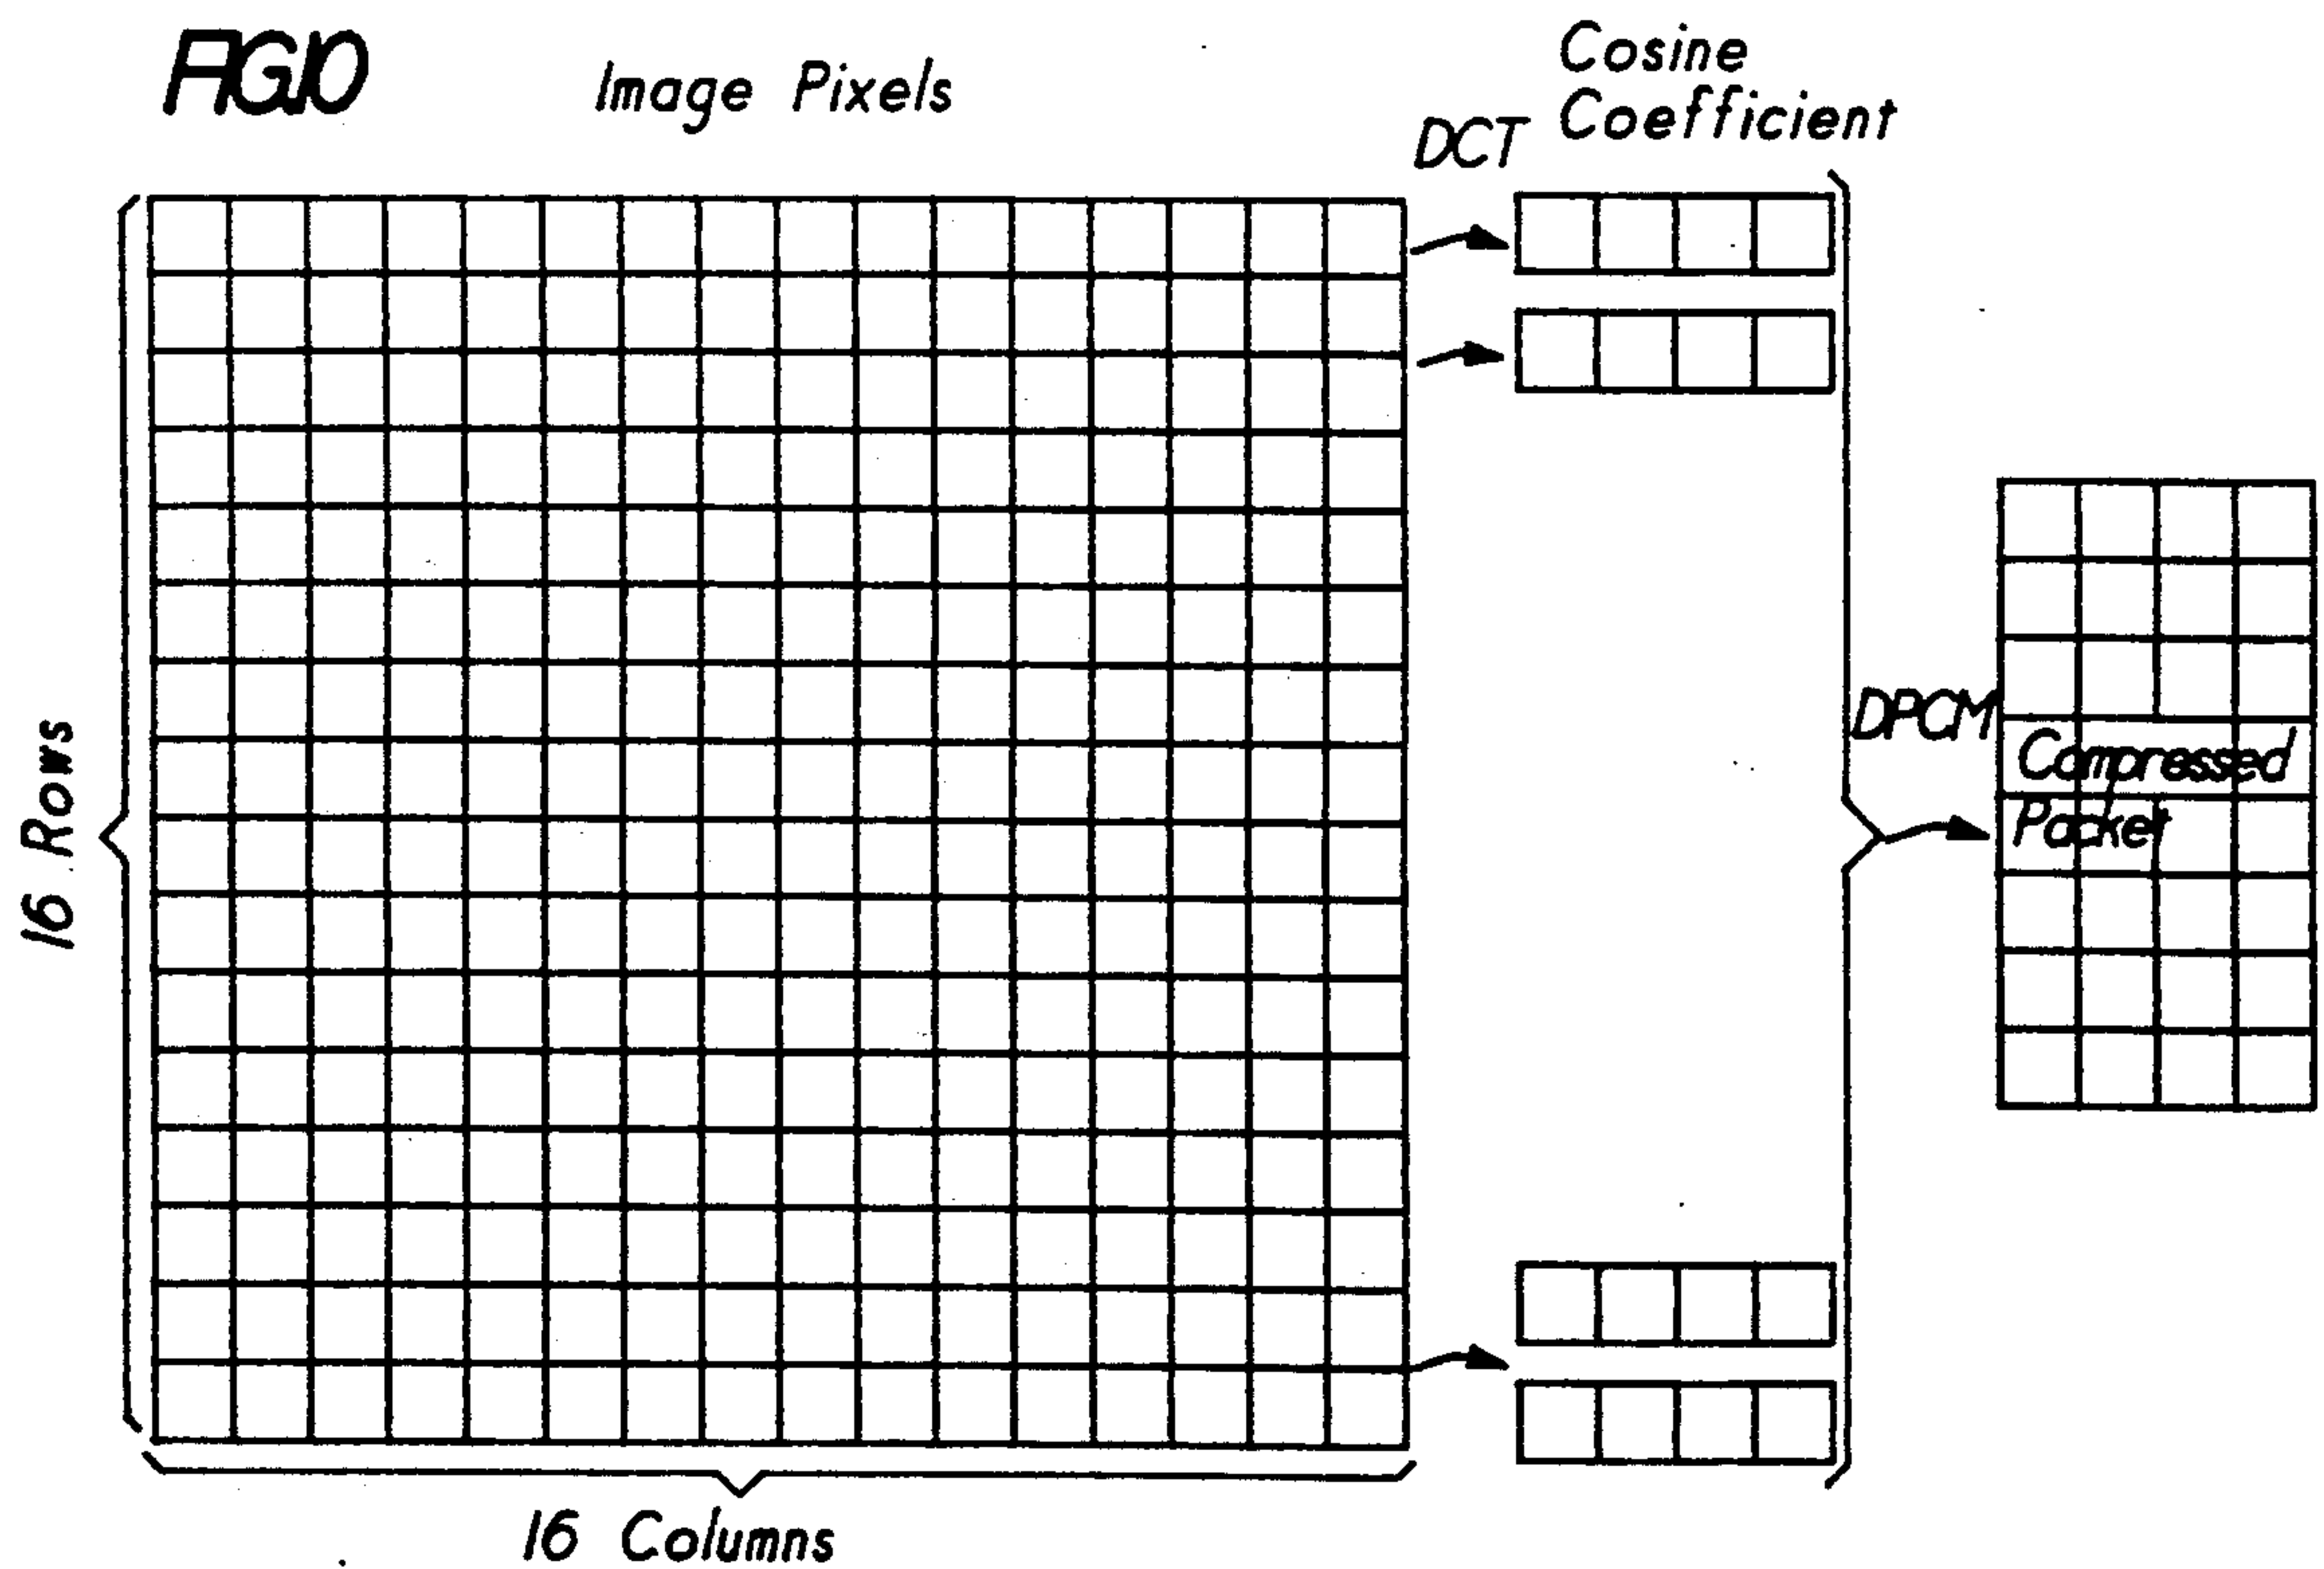 FIG.10
Image Pixels
Cosine
Coefficient
DCT
16 Rows
DPCM
Compressed
Packet
16 Columns